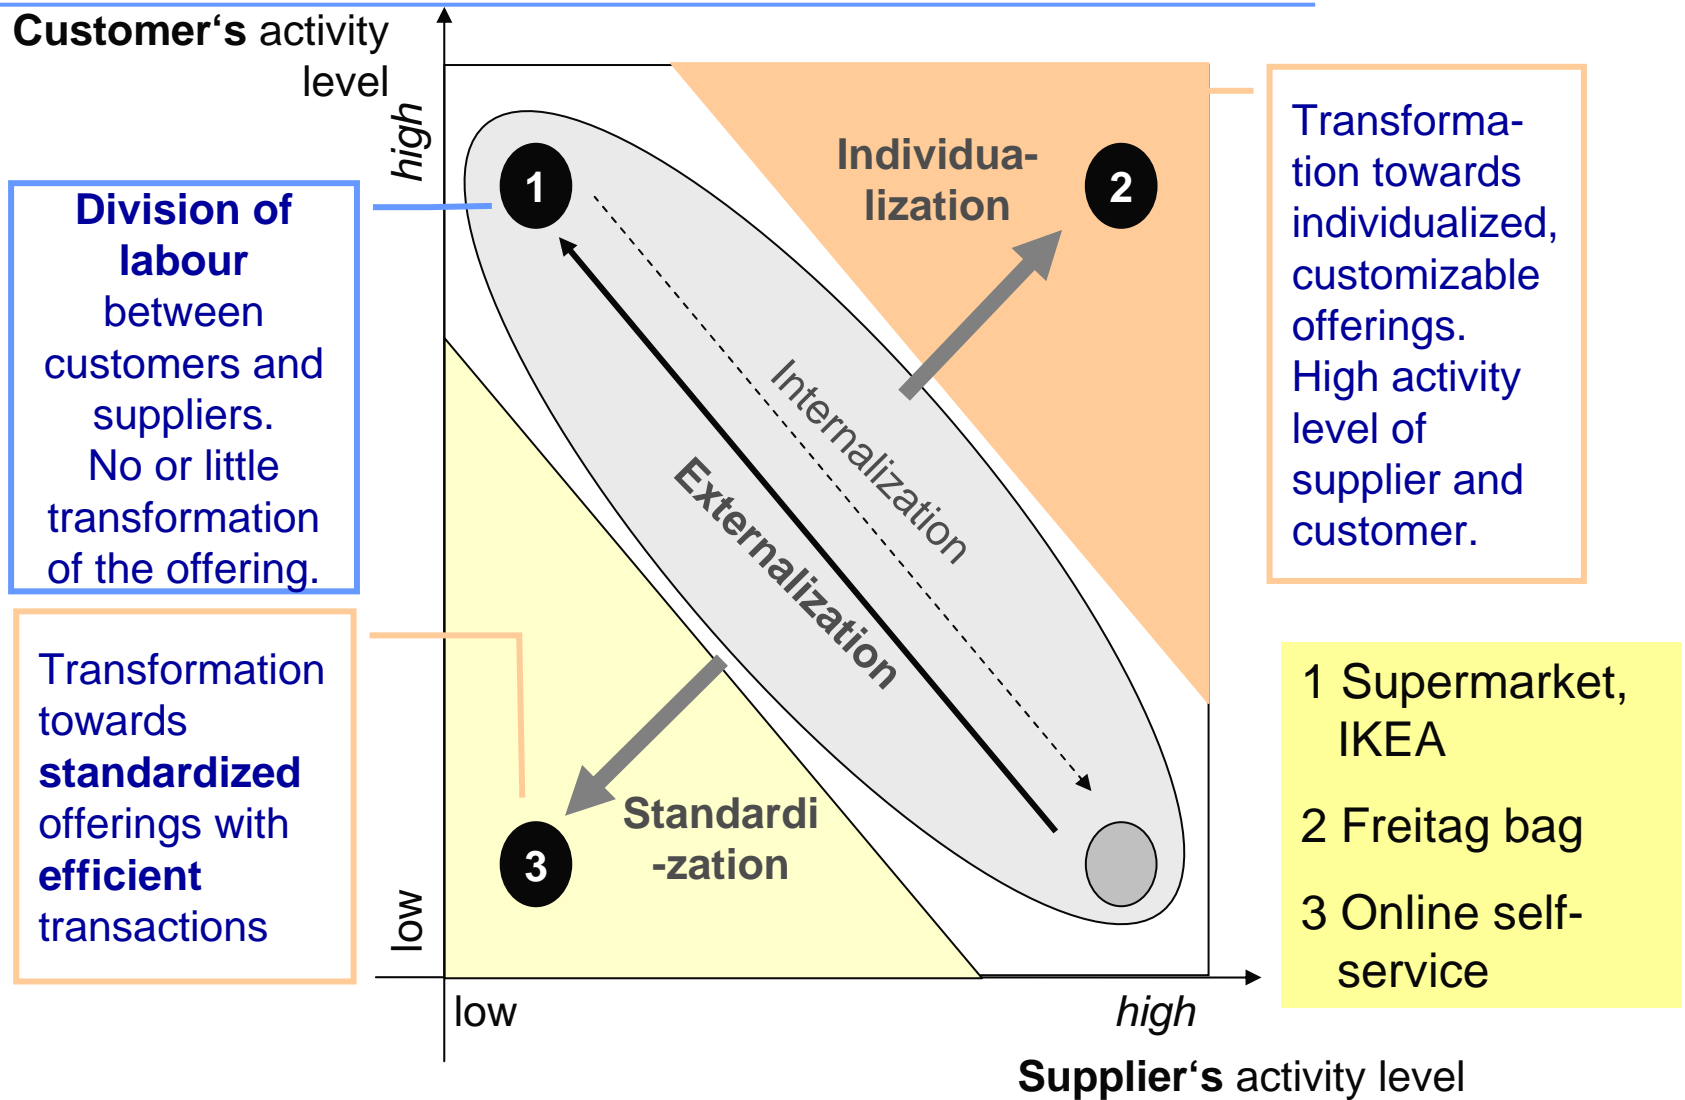 Customer‘s activity
level
high
Division of
labour
between
customers and
suppliers.
No or little
transformation
of the offering.
Transformation
towards
standardized
offerings with
efficient
transactions
1
Individua-
lization
2
Internalization
Externalization
3
Standardi
-zation
low
low
high
Supplier‘s activity level
Transforma-
tion towards
individualized,
customizable
offerings.
High activity
level of
supplier and
customer.
1 Supermarket,
IKEA
2 Freitag bag
3 Online self-
service